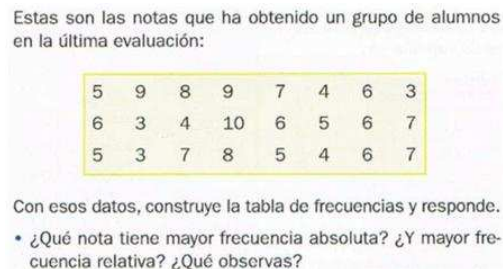 Estas son las notas que ha obtenido un grupo de alumnos
en la última evaluación:
5 9 8 9 7 4 6 3
6 3 4 10 6 5 6 7
5 3 7 8 5 4 6 7
Con esos datos, construye la tabla de frecuencias y responde.
• ¿Qué nota tiene mayor frecuencia absoluta? ¿Y mayor fre-
cuencia relativa? ¿Qué observas?